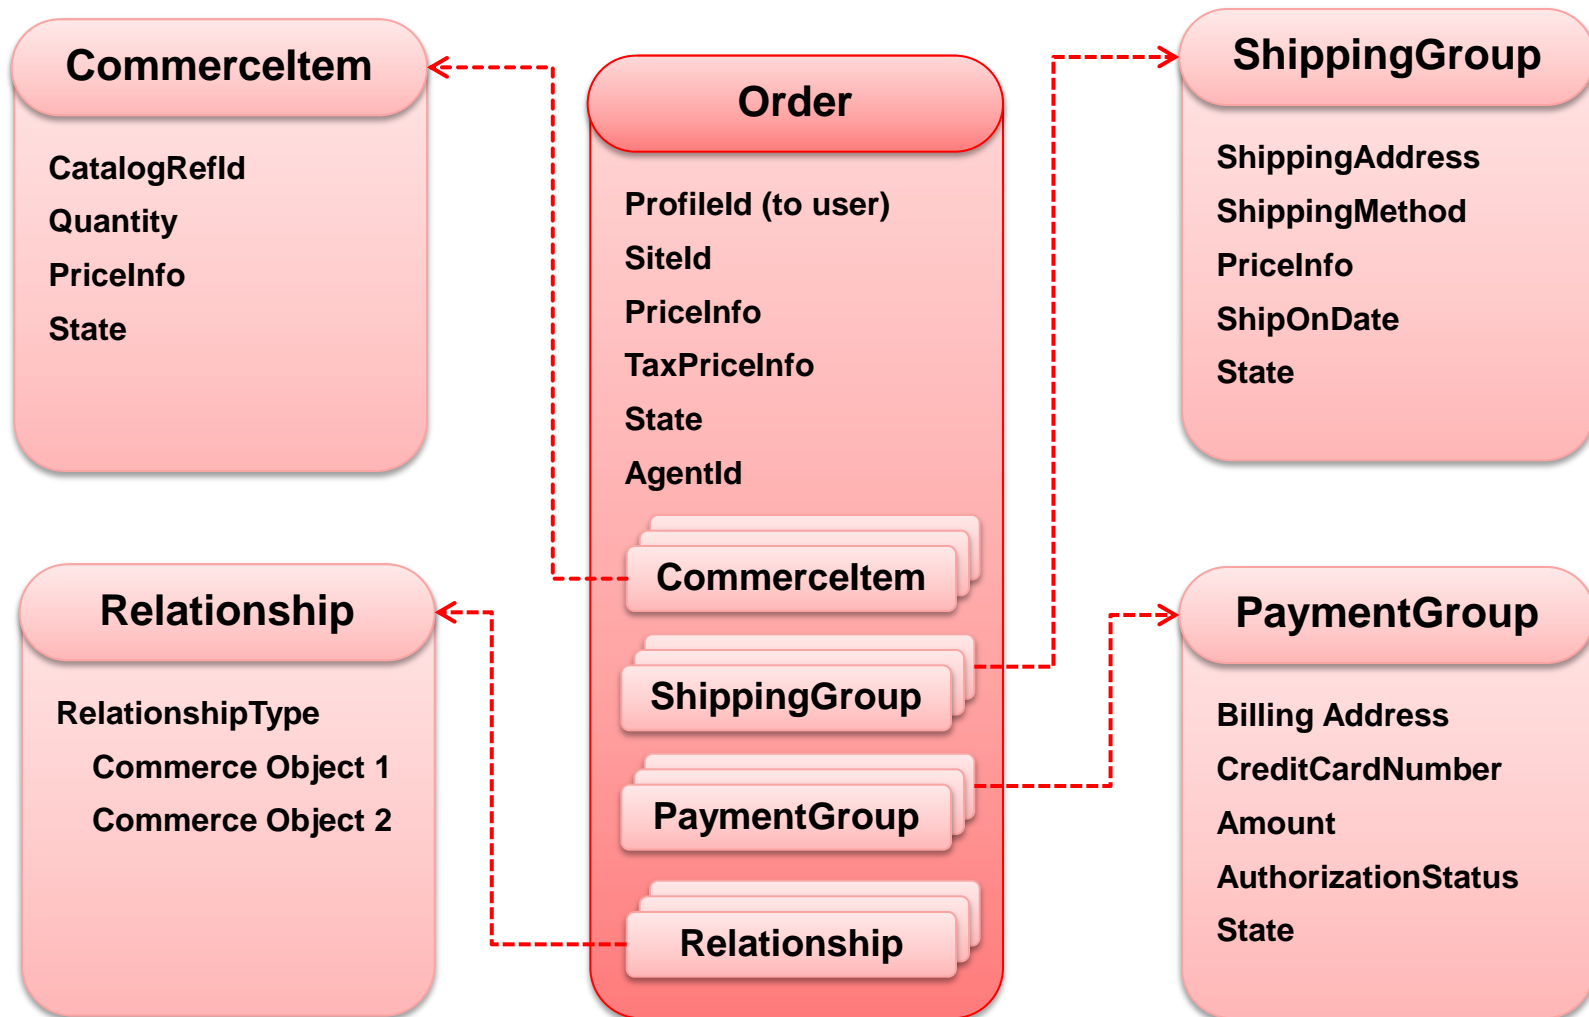 CommerceItem
CatalogRefId
Quantity
PriceInfo
State
Relationship
RelationshipType
Commerce Object 1
Commerce Object 2
Order
ProfileId (to user)
SiteId
PriceInfo
TaxPriceInfo
State
AgentId
CommerceItem
ShippingGroup
PaymentGroup
Relationship
ShippingGroup
ShippingAddress
ShippingMethod
PriceInfo
ShipOnDate
State
PaymentGroup
Billing Address
CreditCardNumber
Amount
AuthorizationStatus
State